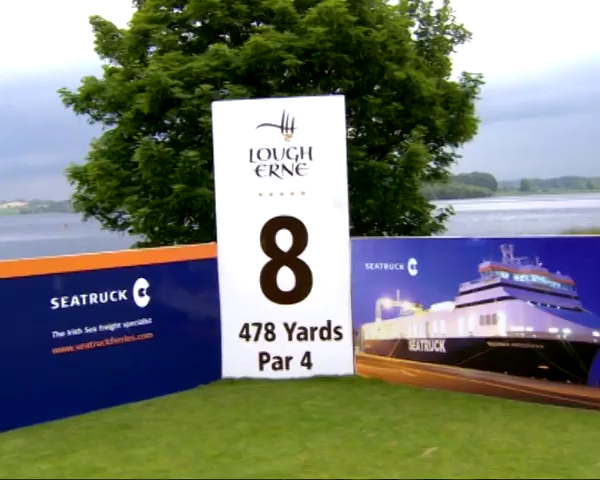 LOUGH
ERNE
8
478 Yards
Par 4
SEATRUCK
The Irish Sea freight specialist
www.seatruckferries.com
SEATRUCK
SEATRUCK